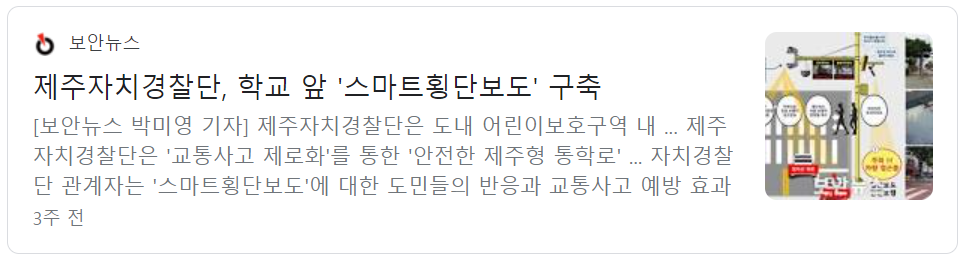 보안뉴스
제주자치경찰단, 학교 앞 '스마트횡단보도' 구축
[보안뉴스 박미영 기자] 제주자치경찰단은 도내 어린이보호구역 내 ... 제주
자치경찰단은 '교통사고 제로화'를 통한 '안전한 제주형 통학로' ... 자치경찰
단 관계자는 '스마트횡단보도'에 대한 도민들의 반응과 교통사고 예방 효과
3주 전